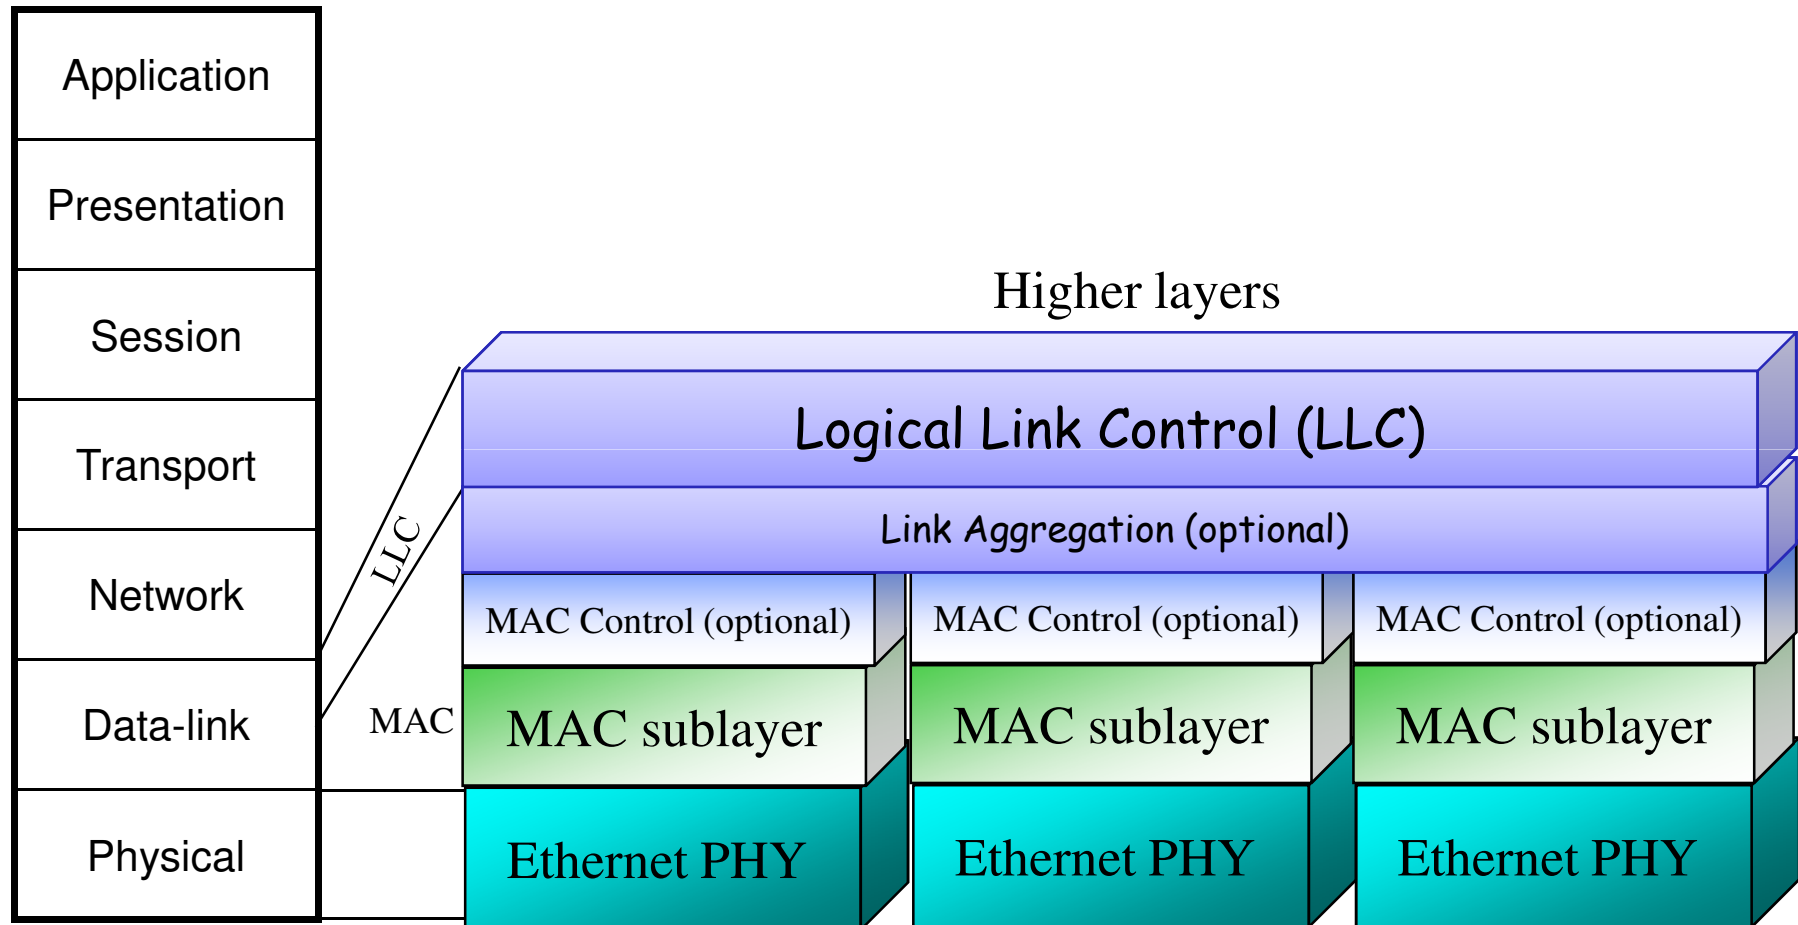 Application
Presentation
Session
Transport
Network
Data-link
Physical
LLC
MAC
Higher layers
Logical Link Control (LLC)
Link Aggregation (optional)
MAC Control (optional)
MAC Control (optional)
MAC Control (optional)
MAC sublayer
MAC sublayer
MAC sublayer
Ethernet PHY
Ethernet PHY
Ethernet PHY